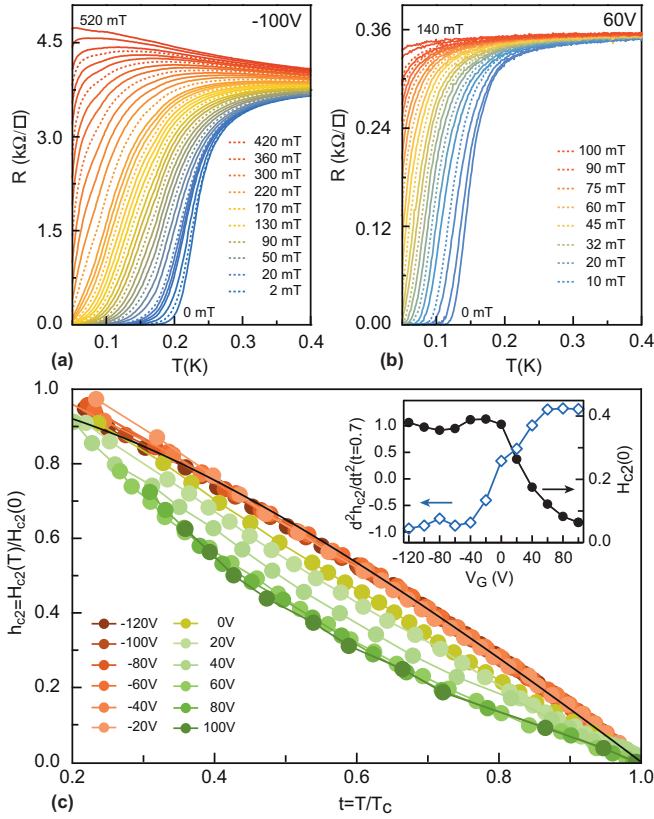 520 mT
-100V
4.5
3.0
1.5
0.0
R (kΩ/□)
420 mT
360 mT
300 mT
220 mT
170 mT
130 mT
90 mT
50 mT
20 mT
2 mT
0 mT
0.1 0.2 0.3 0.4
(a) T(K)
60V
140 mT
0.36
0.24
0.12
0.00
R (kΩ/□)
100 mT
90 mT
75 mT
60 mT
45 mT
32 mT
20 mT
10 mT
0 mT
0.1 0.2 0.3 0.4
(b) T(K)
1.0
0.8
0.6
0.4
0.2
0.0
h_c2=H_c2(T)/H_c2(0)
-120V
-100V
-80V
-60V
-40V
-20V
0V
20V
40V
60V
80V
100V
1.0
0.5
0.0
-0.5
-1.0
d²h_c2/dt²(t=0.7)
0.4
0.2
0.0
H_c2(0)
-120 -80 -40 0 40 80
V_G (V)
0.2 0.4 0.6 0.8 1.0
(c) t=T/T_C